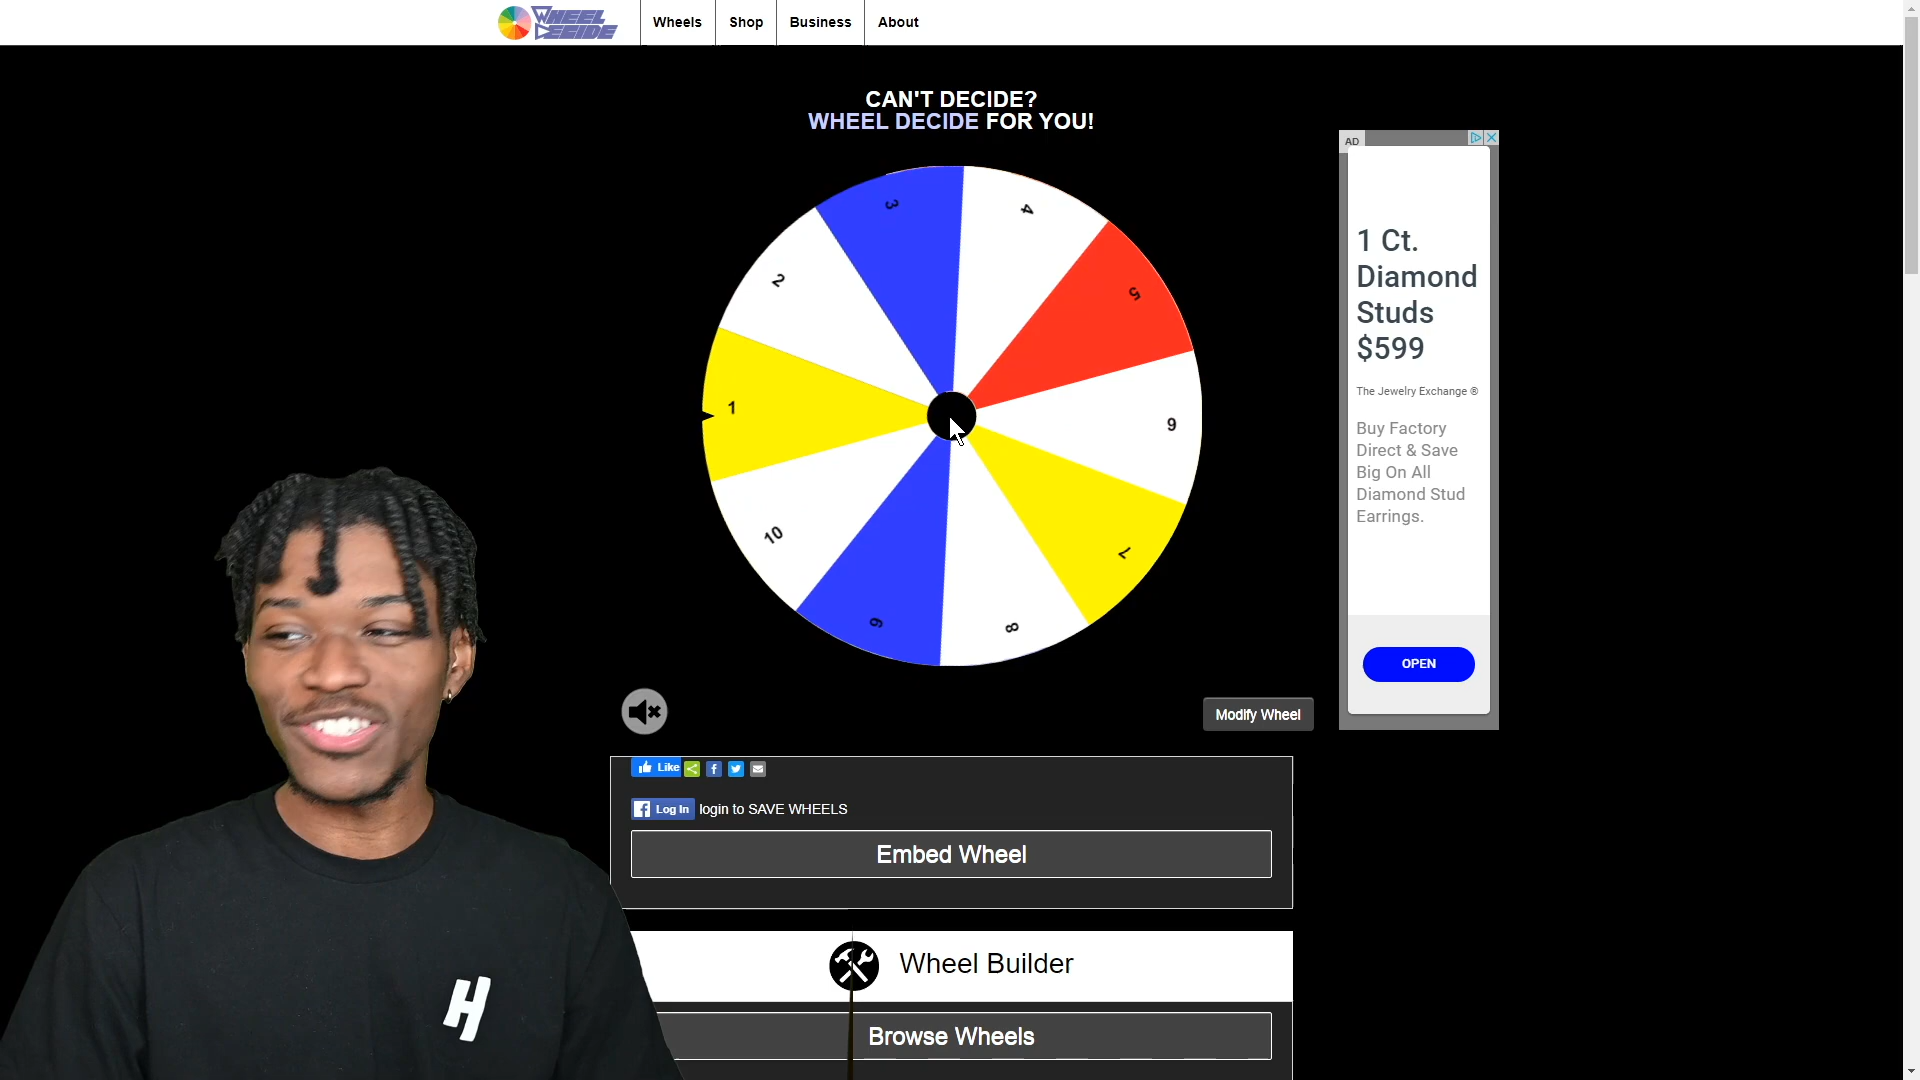 WHEEL DECIDE
Wheels
Shop
Business
About
CAN'T DECIDE?
WHEEL DECIDE FOR YOU!
AD
1 Ct.
Diamond
Studs
$599
The Jewelry Exchange ®
Buy Factory
Direct & Save
Big On All
Diamond Stud
Earrings.
OPEN
1
2
3
4
5
6
7
8
9
10
Modify Wheel
Like
Log In login to SAVE WHEELS
Embed Wheel
H
Wheel Builder
Browse Wheels